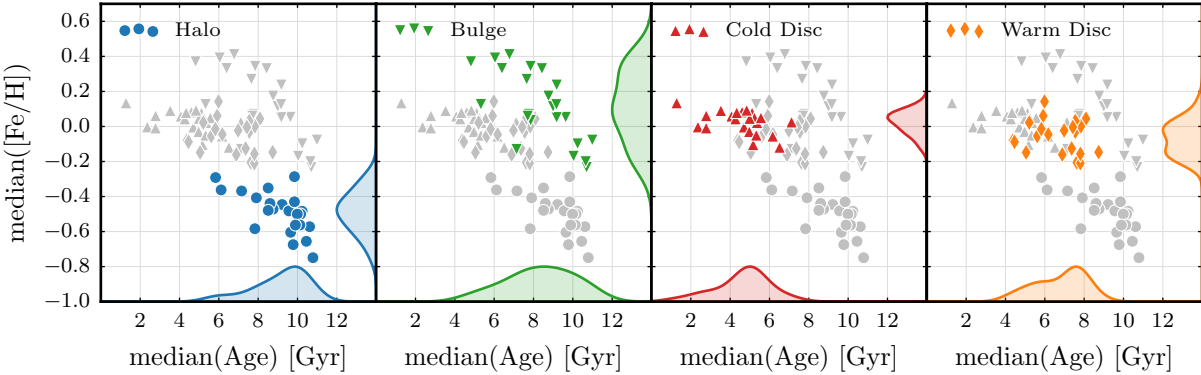 Halo
Bulge
Cold Disc
Warm Disc
median([Fe/H])
0.6
0.4
0.2
0.0
−0.2
−0.4
−0.6
−0.8
−1.0
2 4 6 8 10 12
2 4 6 8 10 12
2 4 6 8 10 12
2 4 6 8 10 12
median(Age) [Gyr]
median(Age) [Gyr]
median(Age) [Gyr]
median(Age) [Gyr]